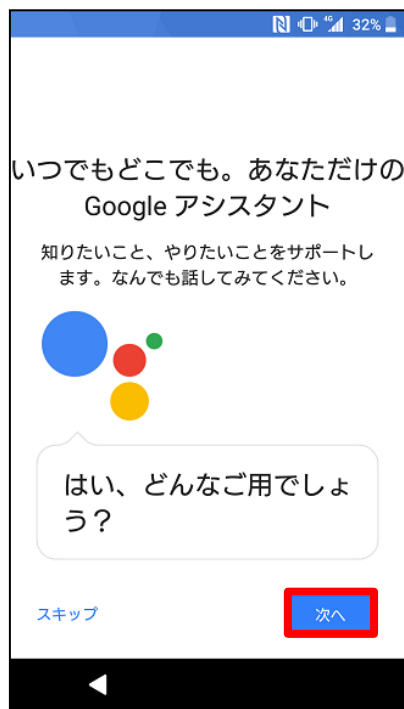 4G 32%
いつでもどこでも。あなただけの
Google アシスタント
知りたいこと、やりたいことをサポートし
ます。なんでも話してみてください。
はい、どんなご用でしょ
う？
スキップ 次へ